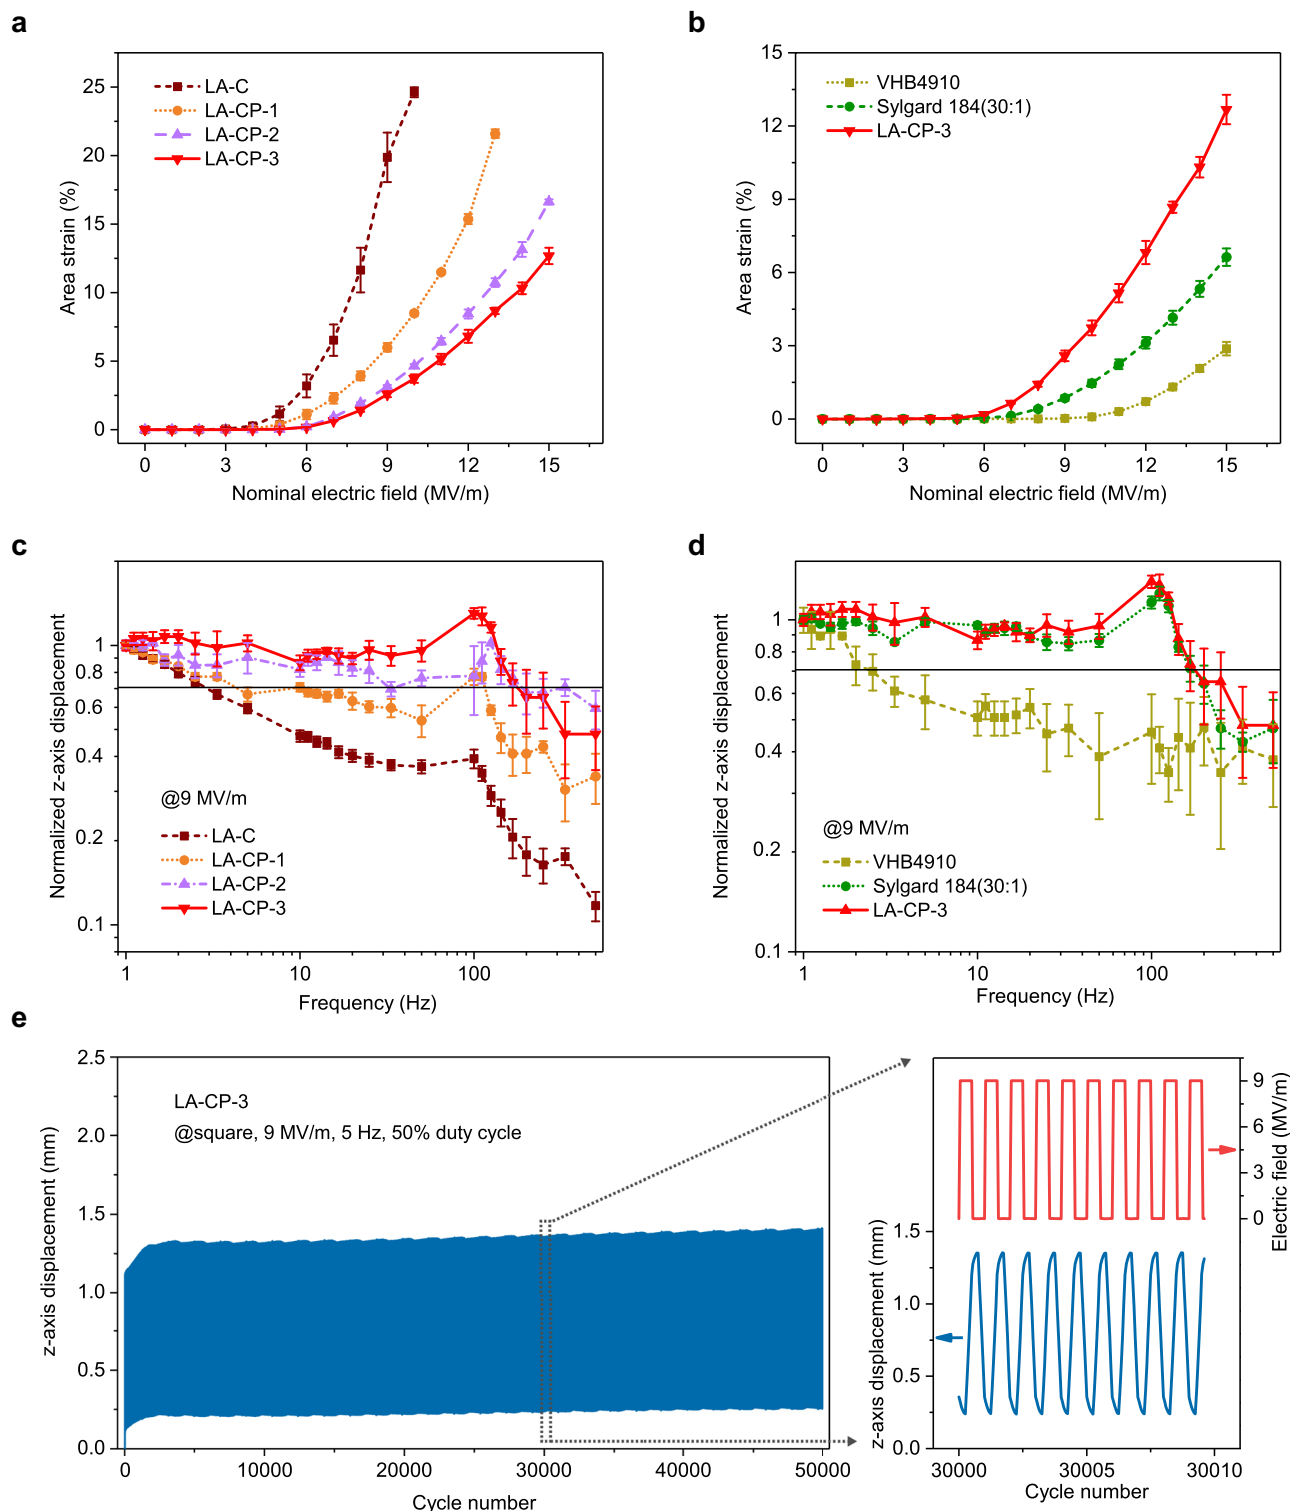 a
25
20
15
10
5
0
0
3
6
9
12
15
Area strain (%)
Nominal electric field (MV/m)
LA-C
LA-CP-1
LA-CP-2
LA-CP-3
b
15
12
9
6
3
0
0
3
6
9
12
15
Area strain (%)
Nominal electric field (MV/m)
VHB4910
Sylgard 184(30:1)
LA-CP-3
c
1
0.8
0.6
0.4
0.2
0.1
1
10
100
Normalized z-axis displacement
Frequency (Hz)
@9 MV/m
LA-C
LA-CP-1
LA-CP-2
LA-CP-3
d
1
0.8
0.6
0.4
0.2
0.1
1
10
100
Normalized z-axis displacement
Frequency (Hz)
@9 MV/m
VHB4910
Sylgard 184(30:1)
LA-CP-3
e
2.5
2.0
1.5
1.0
0.5
0.0
0
10000
20000
30000
40000
50000
z-axis displacement (mm)
Cycle number
LA-CP-3
@square, 9 MV/m, 5 Hz, 50% duty cycle
9
6
3
0
Electric field (MV/m)
1.5
1.0
0.5
0.0
z-axis displacement (mm)
30000
30005
30010
Cycle number